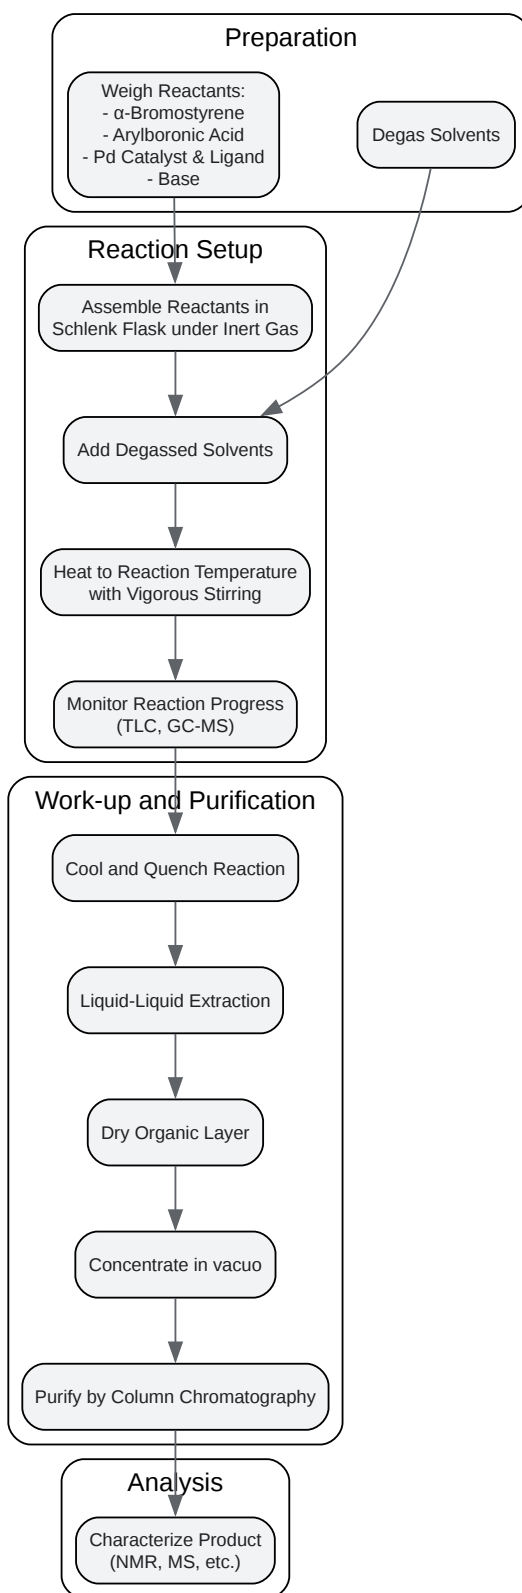 Preparation
Weigh Reactants:
- α-Bromostyrene
- Arylboronic Acid
- Pd Catalyst & Ligand
- Base
Degas Solvents
Reaction Setup
Assemble Reactants in
Schlenk Flask under Inert Gas
Add Degassed Solvents
Heat to Reaction Temperature
with Vigorous Stirring
Monitor Reaction Progress
(TLC, GC-MS)
Work-up and Purification
Cool and Quench Reaction
Liquid-Liquid Extraction
Dry Organic Layer
Concentrate in vacuo
Purify by Column Chromatography
Analysis
Characterize Product
(NMR, MS, etc.)